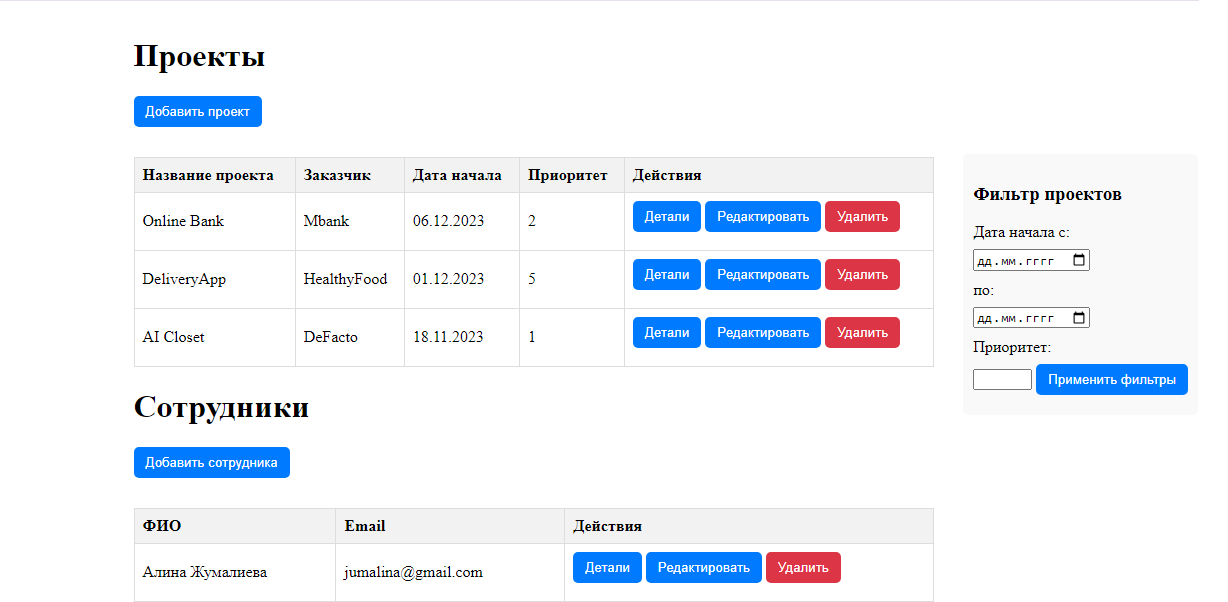 Проекты
Добавить проект
Название проекта Заказчик Дата начала Приоритет Действия
Online Bank Mbank 06.12.2023 2 Детали Редактировать Удалить
DeliveryApp HealthyFood 01.12.2023 5 Детали Редактировать Удалить
AI Closet DeFacto 18.11.2023 1 Детали Редактировать Удалить
Фильтр проектов
Дата начала с:
дд.мм.гггг
по:
дд.мм.гггг
Приоритет:
Применить фильтры
Сотрудники
Добавить сотрудника
ФИО Email Действия
Алина Жумалиева jumalina@gmail.com Детали Редактировать Удалить